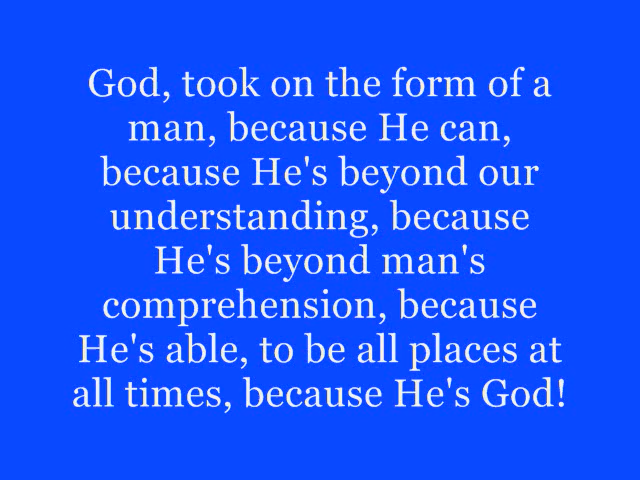 God, took on the form of a
man, because He can,
because He's beyond our
understanding, because
He's beyond man's
comprehension, because
He's able, to be all places at
all times, because He's God!